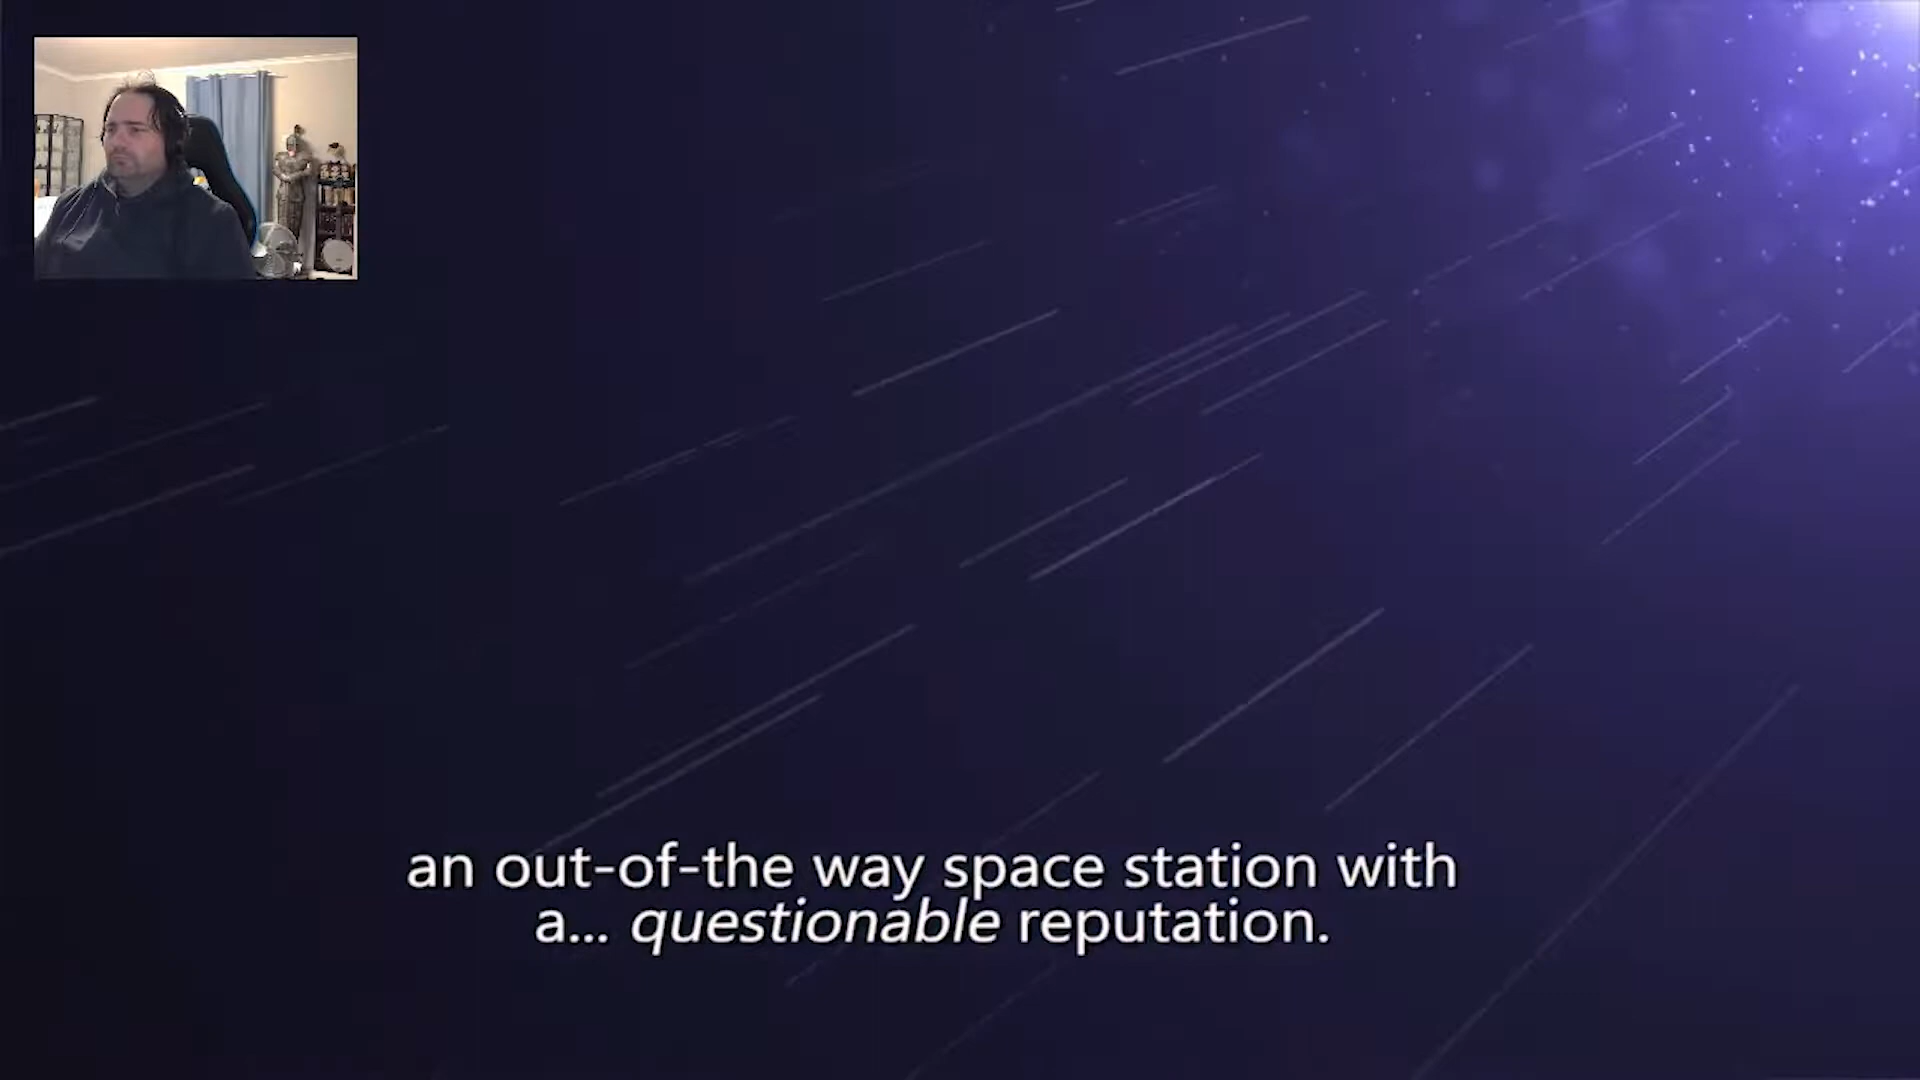 an out-of-the way space station with
a... questionable reputation.